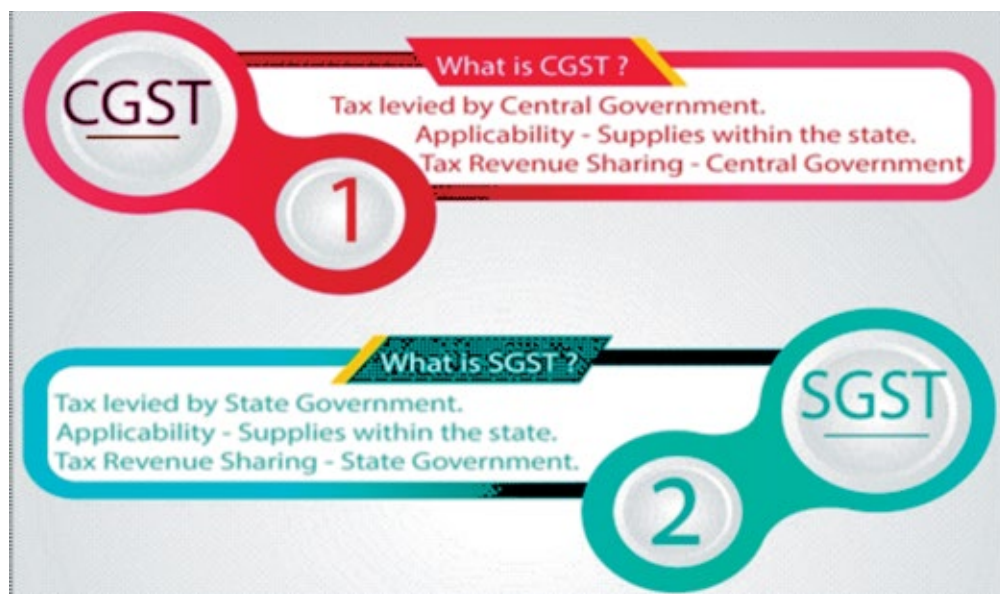 CGST
1
What is CGST ?
Tax levied by Central Government.
Applicability - Supplies within the state.
Tax Revenue Sharing - Central Government
What is SGST ?
Tax levied by State Government.
Applicability - Supplies within the state.
Tax Revenue Sharing - State Government.
SGST
2